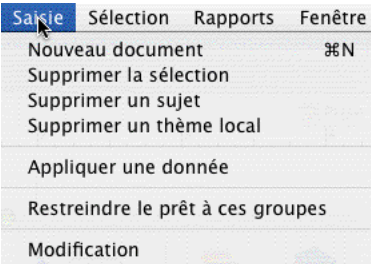 Saisie Sélection Rapports Fenêtre
Nouveau document ⌘N
Supprimer la sélection
Supprimer un sujet
Supprimer un thème local
Appliquer une donnée
Restreindre le prêt à ces groupes
Modification